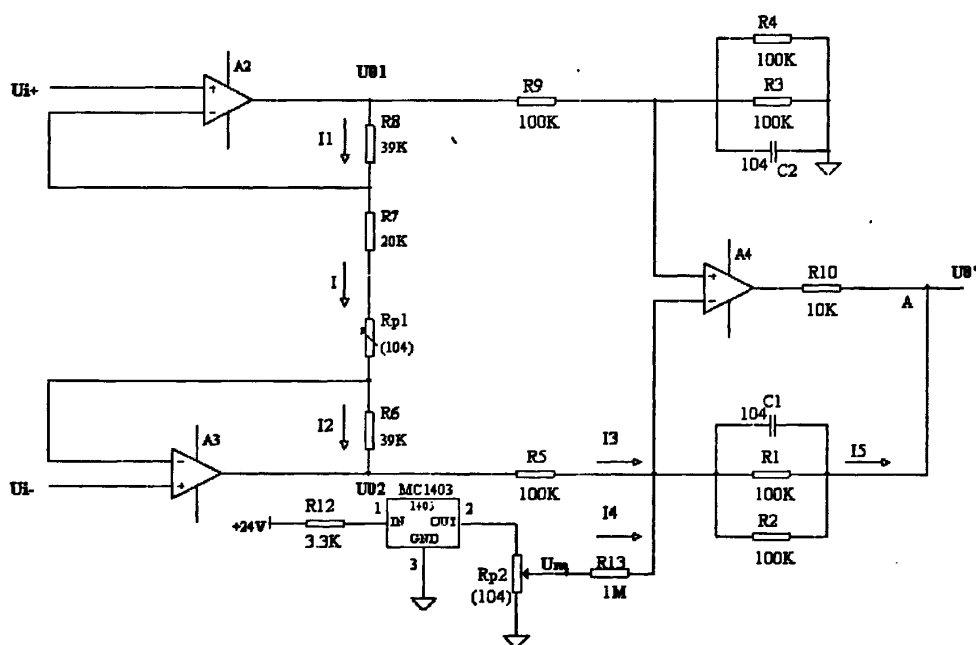 R4
100K
R3
100K
104
C2
A2
Ui+
U01
R9
100K
I1
R8
39K
R7
20K
I
Rp1
(104)
A4
R10
10K
A
I2
R6
39K
A3
Ui-
U02
R5
100K
I3
C1
104
R1
100K
I5
R2
100K
I4
MC1403
1403
+24V
R12
3.3K
1
IN
OUT
2
GND
3
Rp2
(104)
Um
R13
1M